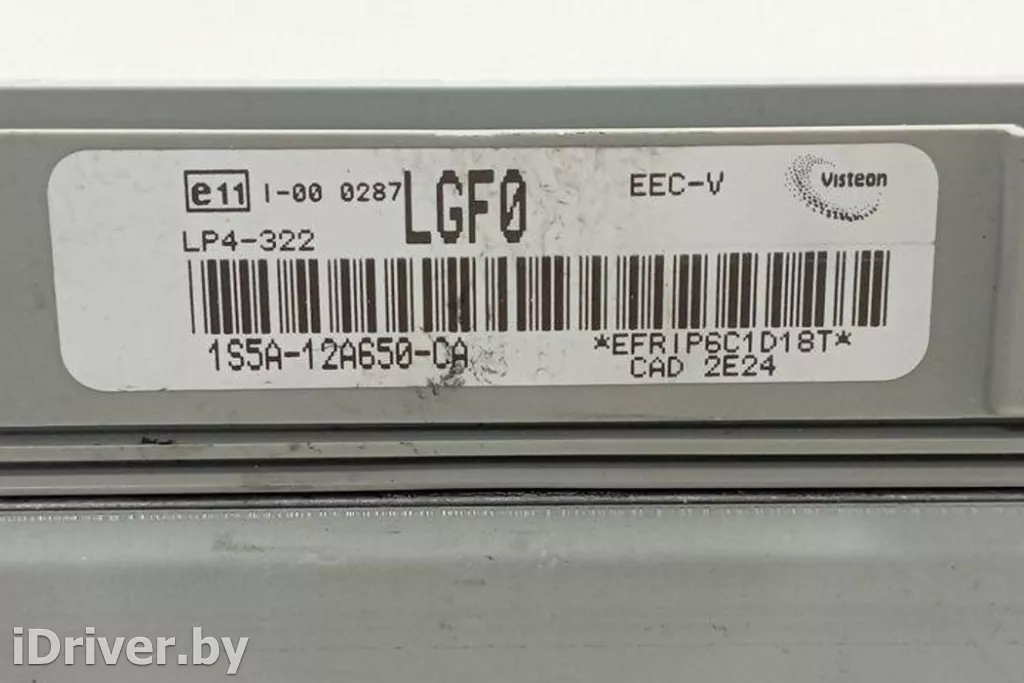 e11 I-00 0287 LGF0 EEC-V Visteon
LP4-322
1S5A-12A650-CA *EFRIP6C1D18T*
CAD 2E24
iDriver.by